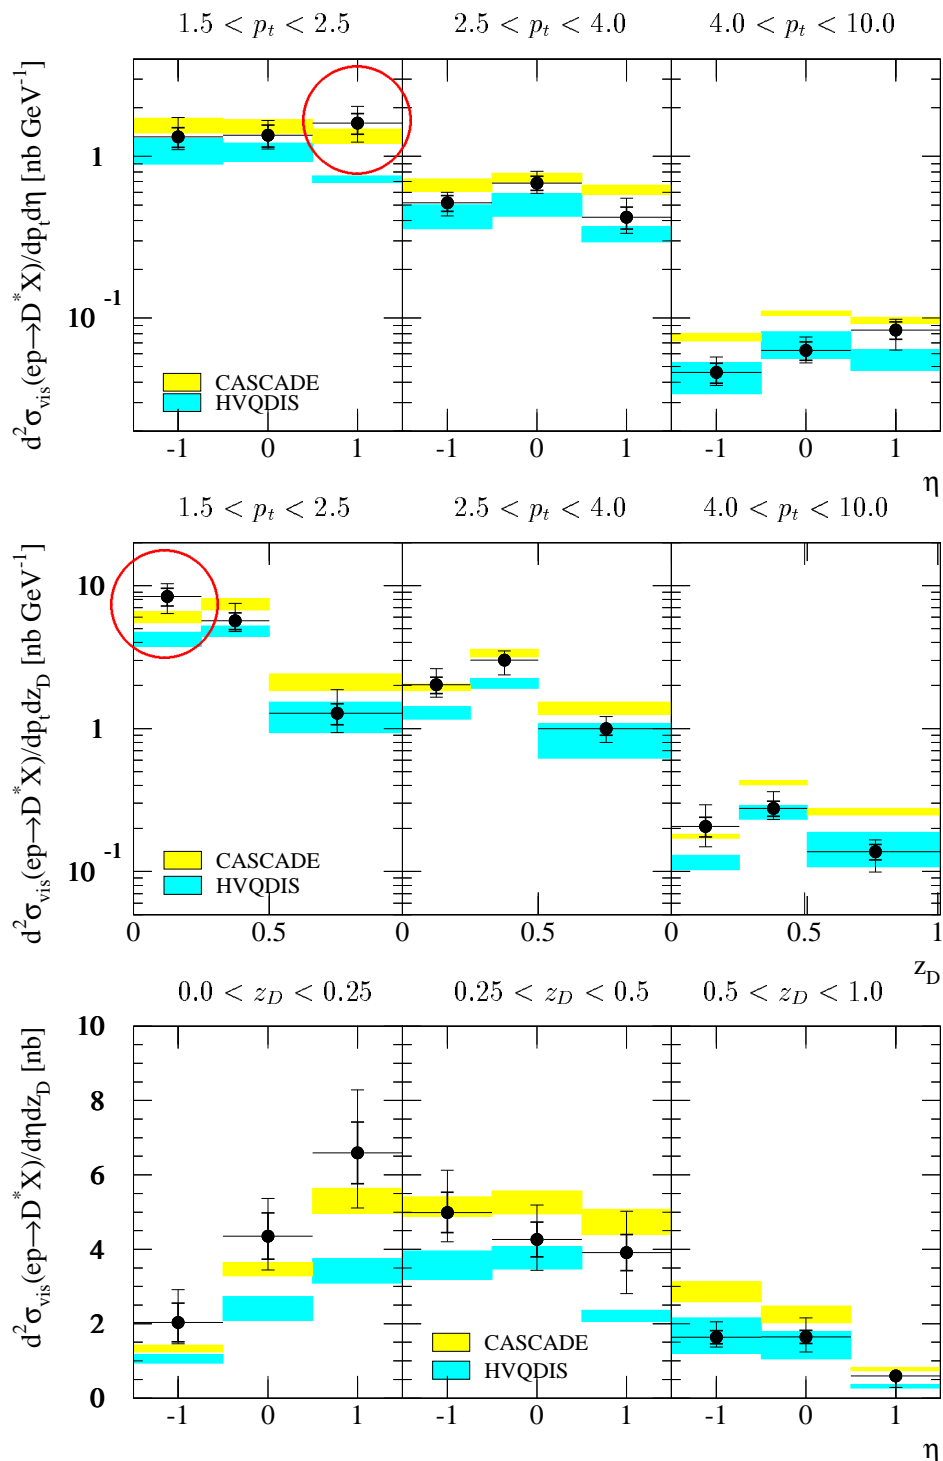 1.5 < p_t < 2.5 2.5 < p_t < 4.0 4.0 < p_t < 10.0
d²σ_vis(ep→D*X)/dp_t dη [nb GeV⁻¹]
1
10⁻¹
CASCADE
HVQDIS
-1 0 1 -1 0 1 -1 0 1
η
1.5 < p_t < 2.5 2.5 < p_t < 4.0 4.0 < p_t < 10.0
d²σ_vis(ep→D*X)/dp_t dz_D [nb GeV⁻¹]
10
1
10⁻¹
CASCADE
HVQDIS
0 0.5 0 0.5 0 0.5 1
z_D
0.0 < z_D < 0.25 0.25 < z_D < 0.5 0.5 < z_D < 1.0
d²σ_vis(ep→D*X)/dηdz_D [nb]
10
8
6
4
2
0
CASCADE
HVQDIS
-1 0 1 -1 0 1 -1 0 1
η